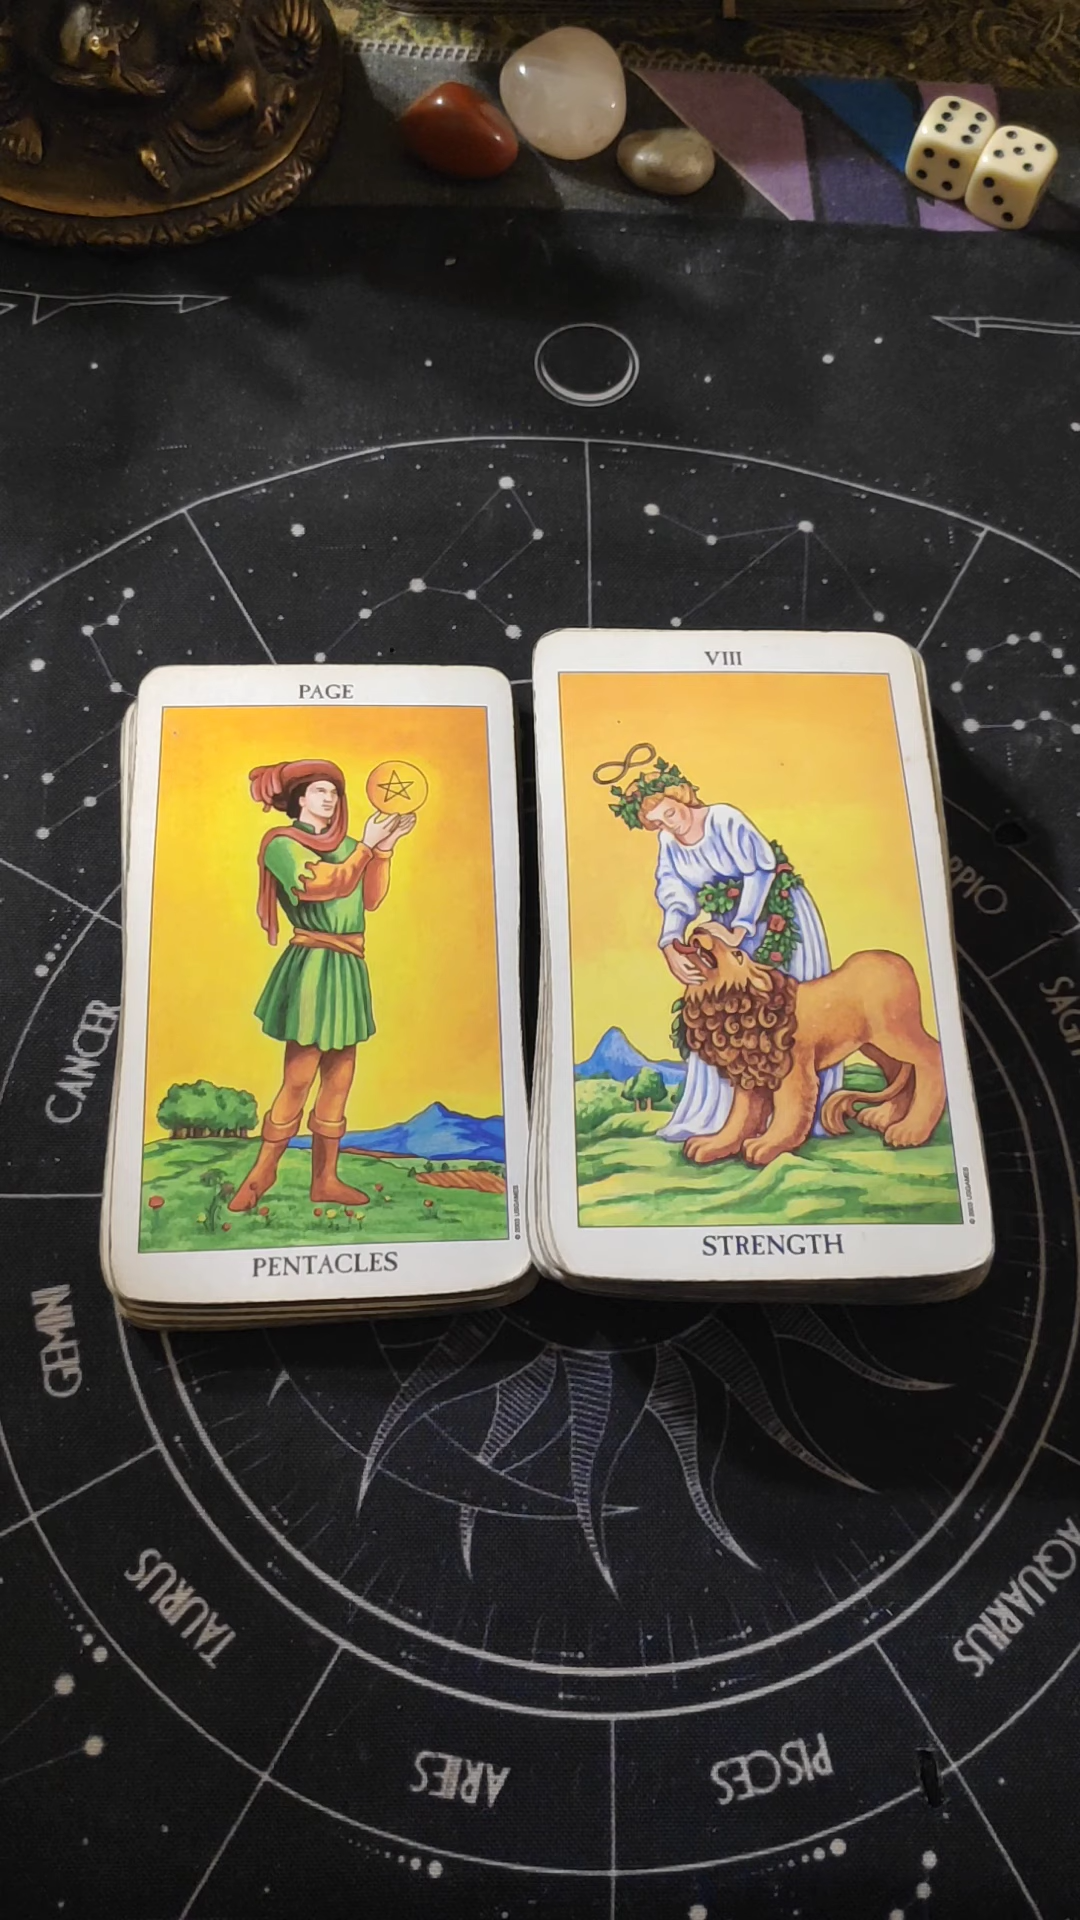 PAGE
PENTACLES
VIII
STRENGTH
CANCER
GEMINI
TAURUS
ARIES
PISCES
AQUARIUS